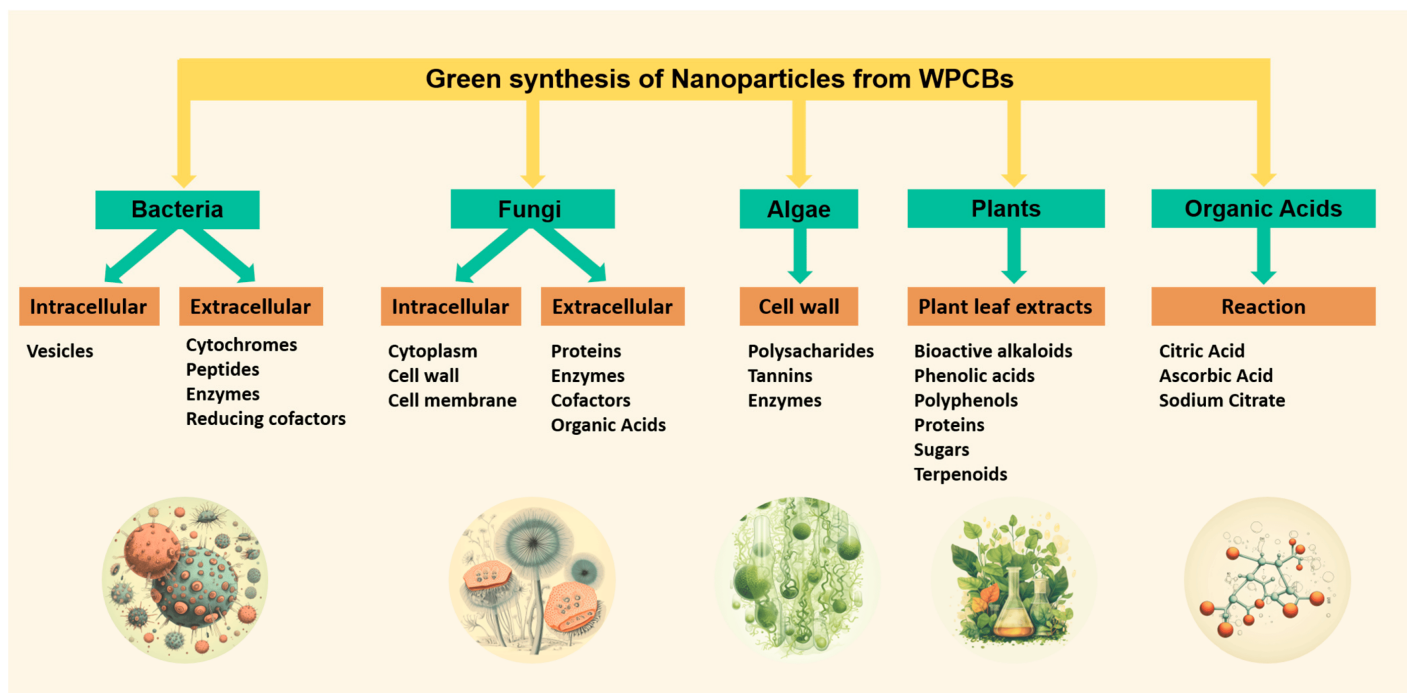 Green synthesis of Nanoparticles from WPCBs
Bacteria
Intracellular
Vesicles
Extracellular
Cytochromes
Peptides
Enzymes
Reducing cofactors
Fungi
Intracellular
Cytoplasm
Cell wall
Cell membrane
Extracellular
Proteins
Enzymes
Cofactors
Organic Acids
Algae
Cell wall
Polysacharides
Tannins
Enzymes
Plants
Plant leaf extracts
Bioactive alkaloids
Phenolic acids
Polyphenols
Proteins
Sugars
Terpenoids
Organic Acids
Reaction
Citric Acid
Ascorbic Acid
Sodium Citrate